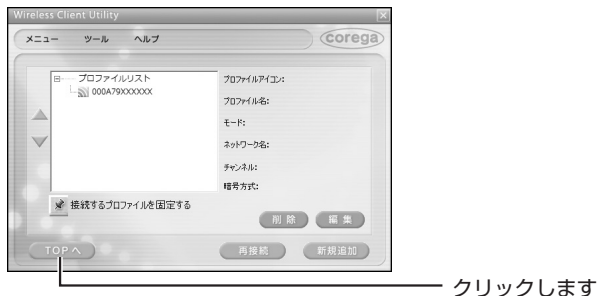 Wireless Client Utility
メニュー ツール ヘルプ corega
プロファイルリスト
000A79XXXXXX
プロファイルアイコン:
プロファイル名:
モード:
ネットワーク名:
チャンネル:
暗号方式:
接続するプロファイルを固定する
削除 編集
TOPへ 再接続 新規追加
クリックします